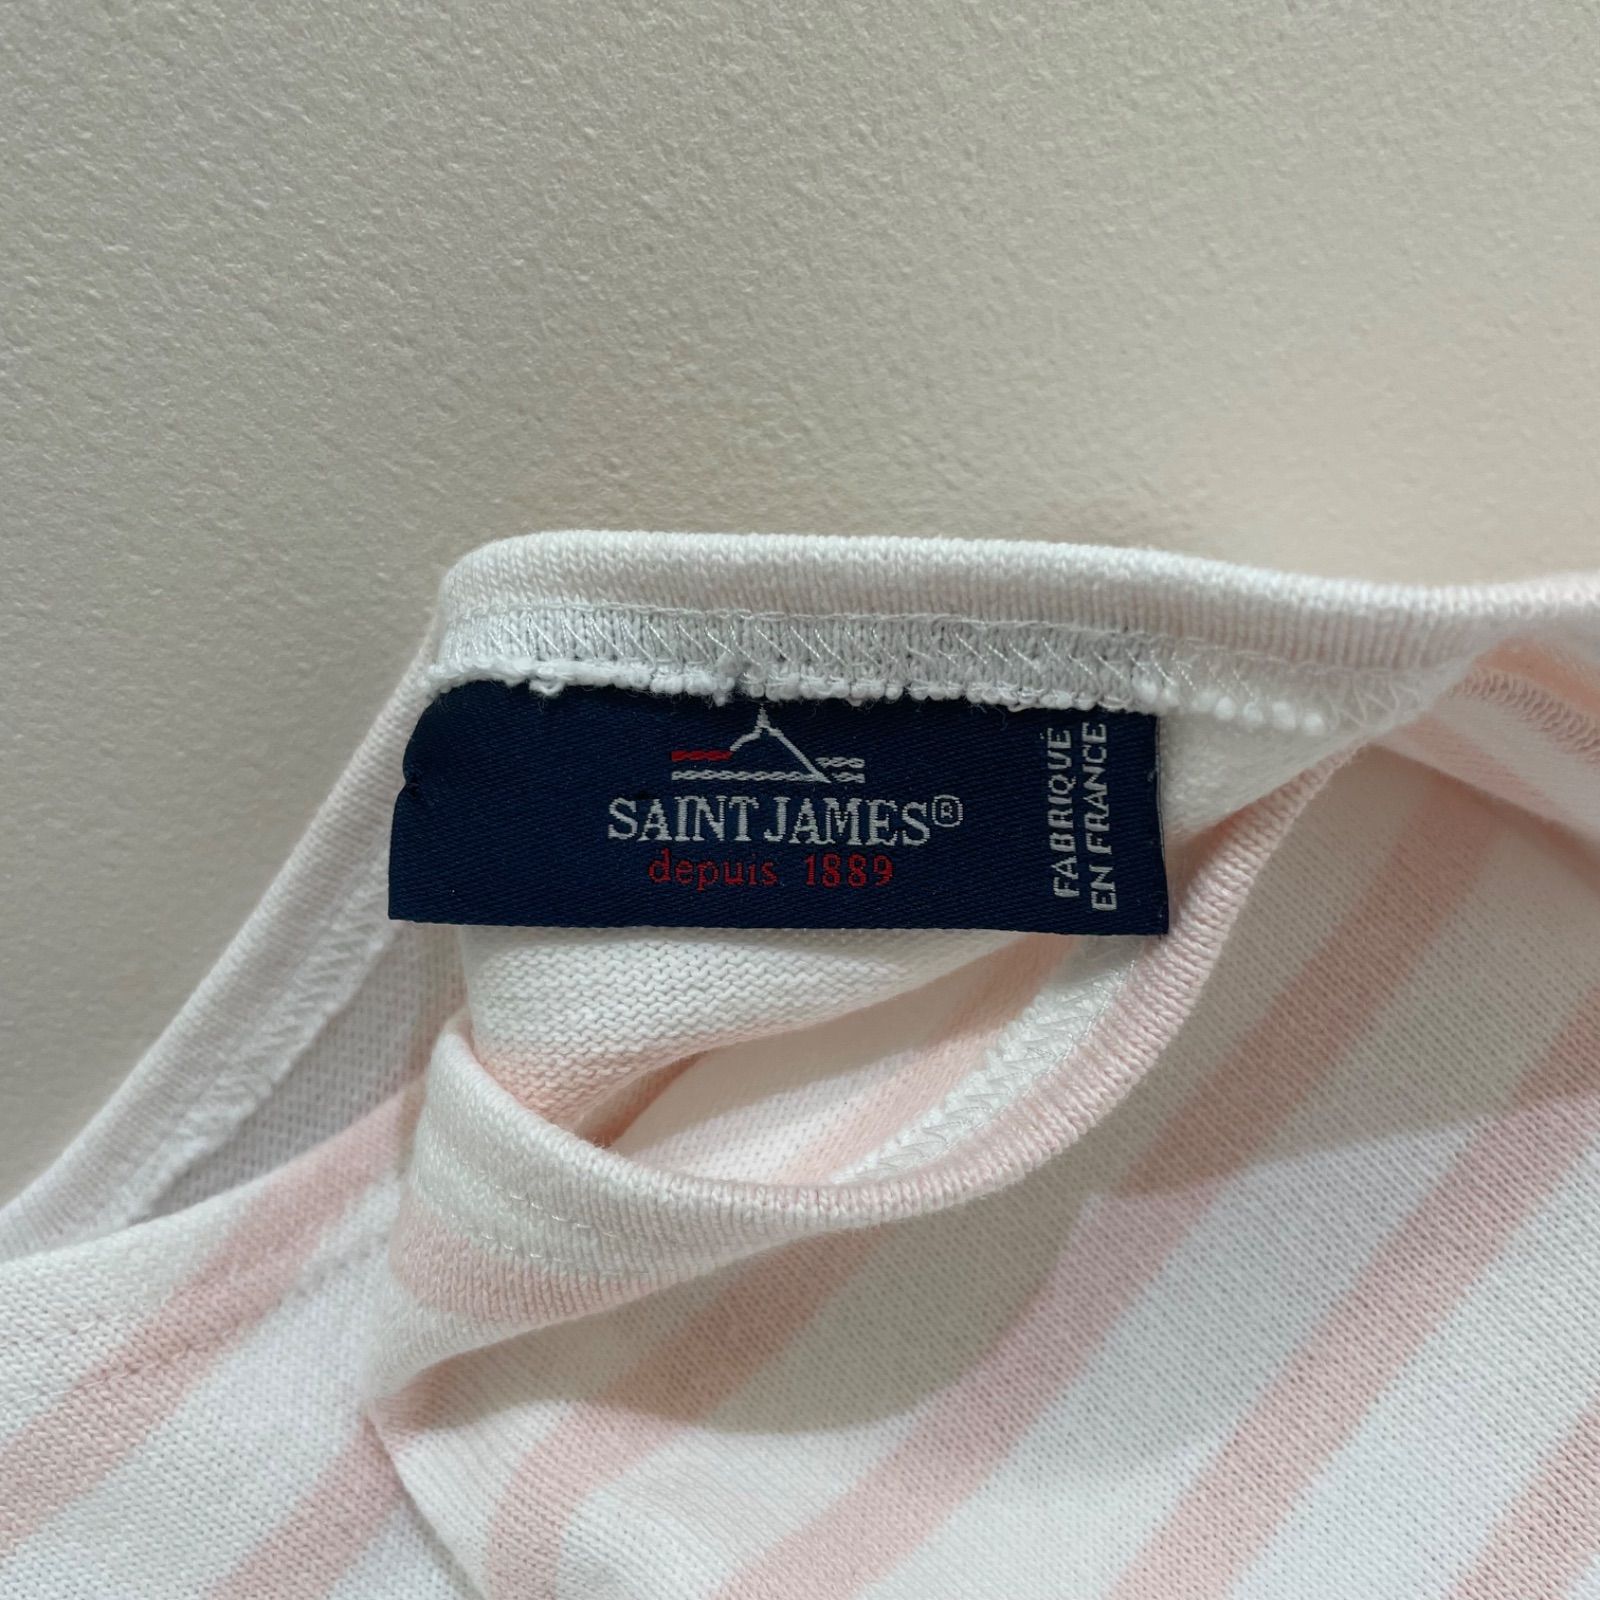 SAINT JAMES®
depuis 1889
FABRIQUÉ
EN FRANCE